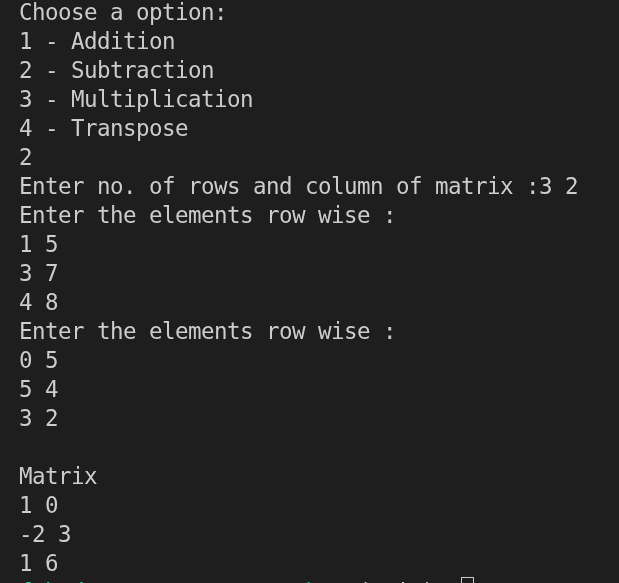 Choose a option:
1 - Addition
2 - Subtraction
3 - Multiplication
4 - Transpose
2
Enter no. of rows and column of matrix :3 2
Enter the elements row wise :
1 5
3 7
4 8
Enter the elements row wise :
0 5
5 4
3 2
Matrix
1 0
-2 3
1 6